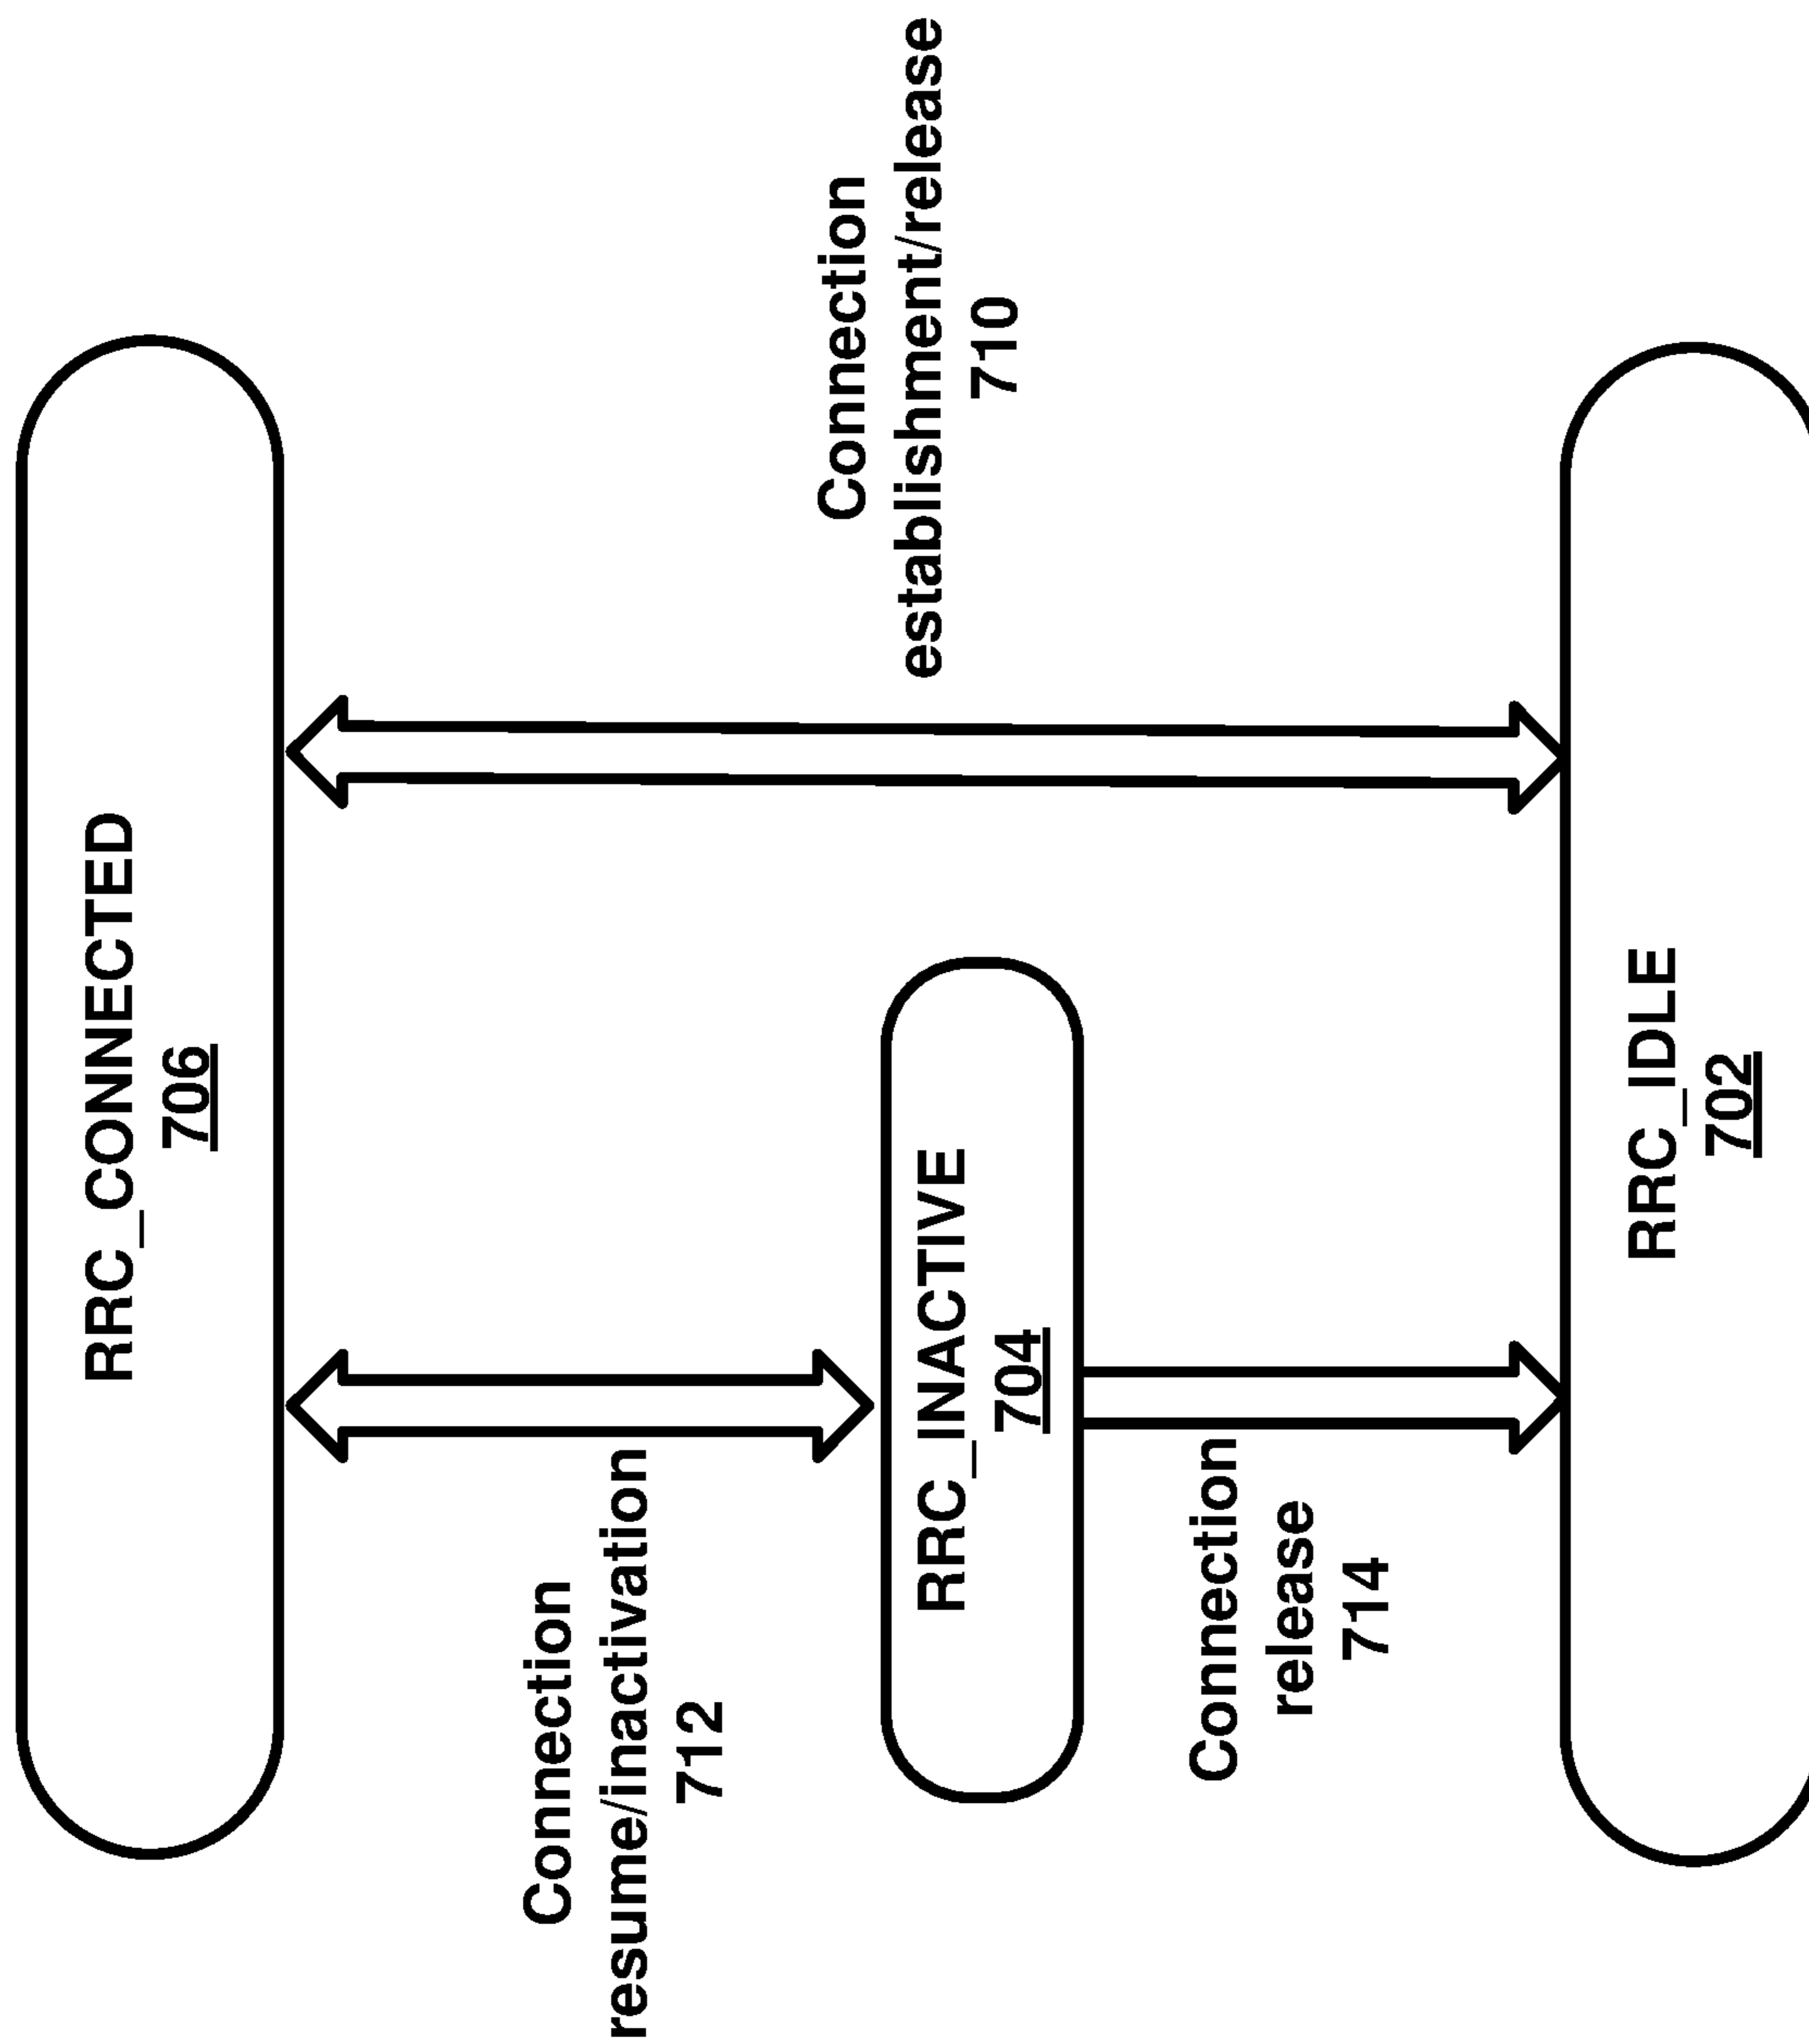 RRC_CONNECTED
706
Connection
resume/inactivation
712
Connection
establishment/release
710
RRC_INACTIVE
704
Connection
release
714
RRC_IDLE
702